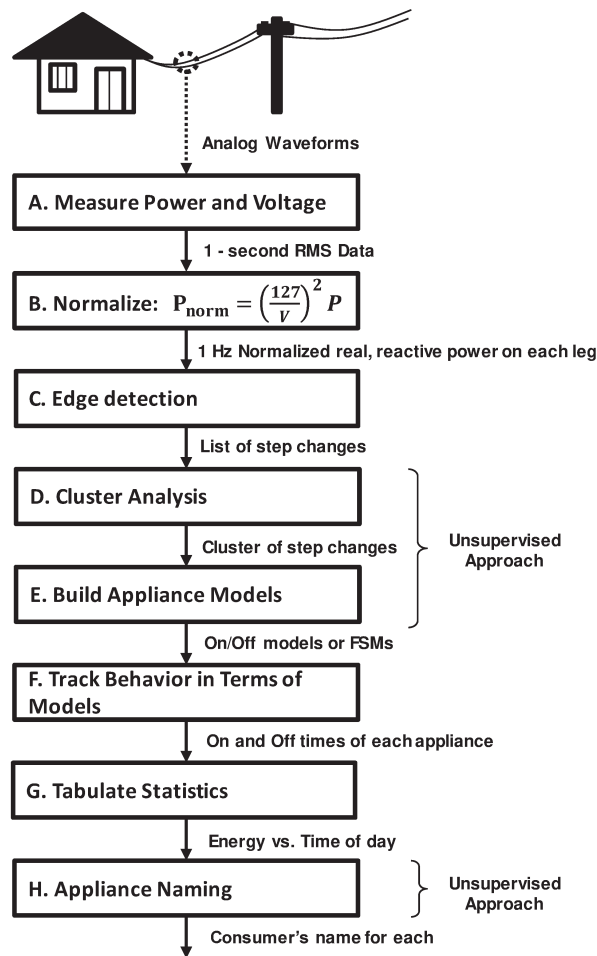 Analog Waveforms
A. Measure Power and Voltage
1 - second RMS Data
B. Normalize: P_norm = (127/V)^2 P
1 Hz Normalized real, reactive power on each leg
C. Edge detection
List of step changes
D. Cluster Analysis
Cluster of step changes
Unsupervised
Approach
E. Build Appliance Models
On/Off models or FSMs
F. Track Behavior in Terms of
Models
On and Off times of each appliance
G. Tabulate Statistics
Energy vs. Time of day
H. Appliance Naming
Unsupervised
Approach
Consumer's name for each